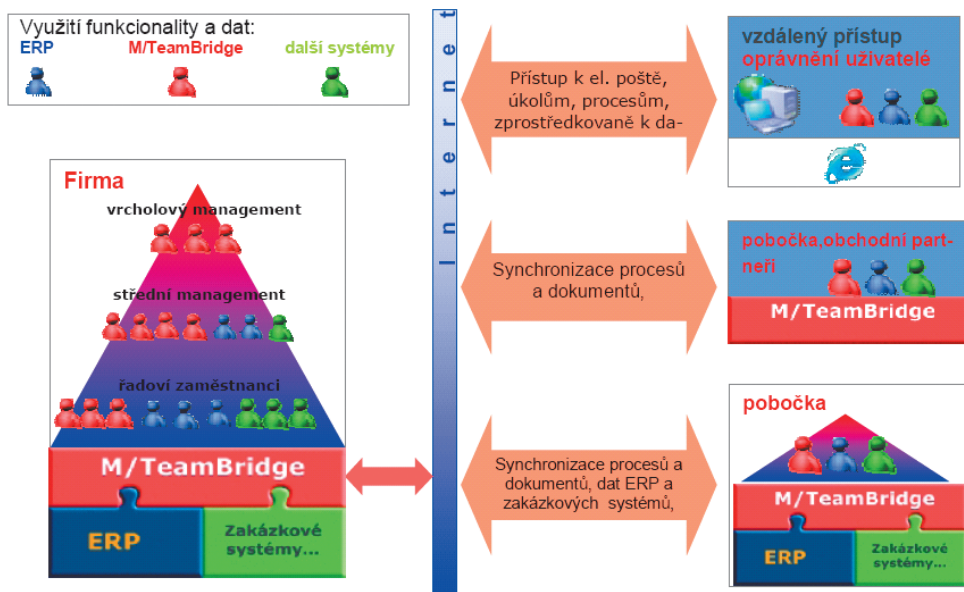 Využití funkcionality a dat:
ERP
M/TeamBridge
další systémy
Firma
vrcholový management
střední management
řadoví zaměstnanci
M/TeamBridge
ERP
Zakázkové
systémy...
Internet
Přístup k el. poště,
úkolům, procesům,
zprostředkovaně k da-
vzdálený přístup
oprávnění uživatelé
Synchronizace procesů
a dokumentů,
pobočka,obchodní part-
neři
M/TeamBridge
Synchronizace procesů a
dokumentů, dat ERP a
zakázkových systémů,
pobočka
M/TeamBridge
ERP
Zakázkové
systémy...